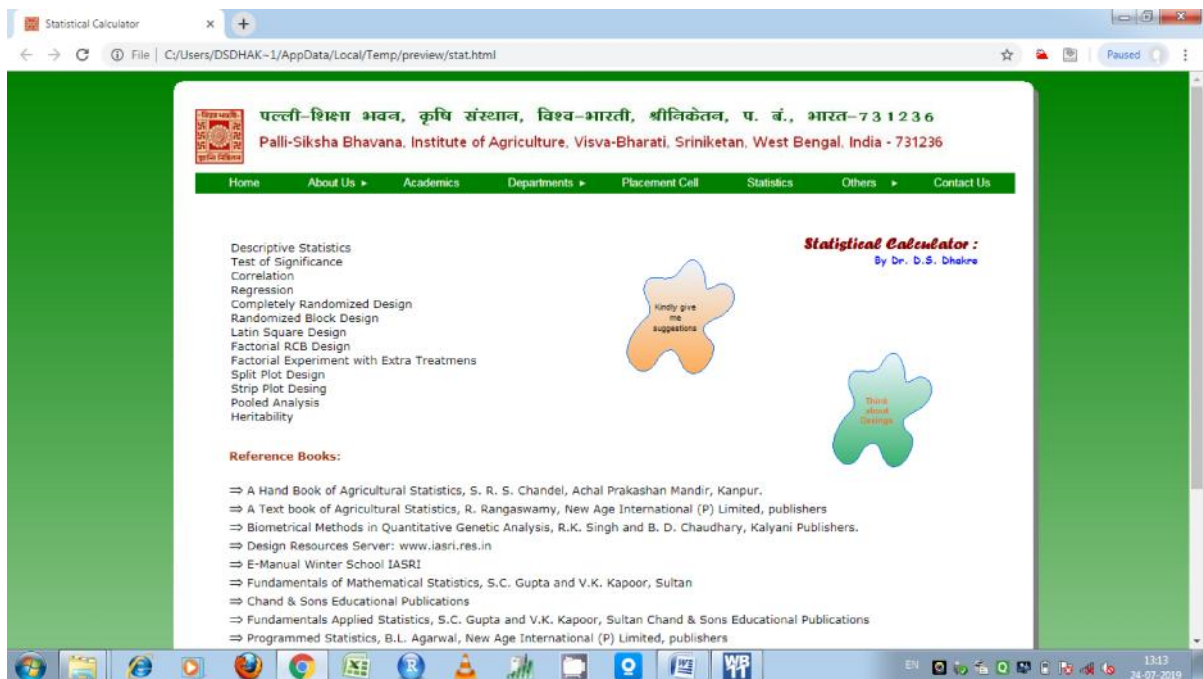 Statistical Calculator
File | C:/Users/DSDHAK~1/AppData/Local/Temp/preview/stat.html
Paused
पल्ली-शिक्षा भवन, कृषि संस्थान, विश्व-भारती, श्रीनिकेतन, प. बं., भारत-731236
Palli-Siksha Bhavana, Institute of Agriculture, Visva-Bharati, Sriniketan, West Bengal, India - 731236
Home About Us ► Academics Departments ► Placement Cell Statistics Others ► Contact Us
Statistical Calculator :
By Dr. D.S. Dhakre
Descriptive Statistics
Test of Significance
Correlation
Regression
Completely Randomized Design
Randomized Block Design
Latin Square Design
Factorial RCB Design
Factorial Experiment with Extra Treatmens
Split Plot Design
Strip Plot Desing
Pooled Analysis
Heritability
Kindly give
me
suggestions
Think
about
Desings
Reference Books:
⇒ A Hand Book of Agricultural Statistics, S. R. S. Chandel, Achal Prakashan Mandir, Kanpur.
⇒ A Text book of Agricultural Statistics, R. Rangaswamy, New Age International (P) Limited, publishers
⇒ Biometrical Methods in Quantitative Genetic Analysis, R.K. Singh and B. D. Chaudhary, Kalyani Publishers.
⇒ Design Resources Server: www.iasri.res.in
⇒ E-Manual Winter School IASRI
⇒ Fundamentals of Mathematical Statistics, S.C. Gupta and V.K. Kapoor, Sultan
⇒ Chand & Sons Educational Publications
⇒ Fundamentals Applied Statistics, S.C. Gupta and V.K. Kapoor, Sultan Chand & Sons Educational Publications
⇒ Programmed Statistics, B.L. Agarwal, New Age International (P) Limited, publishers
EN
13:13
24-07-2019